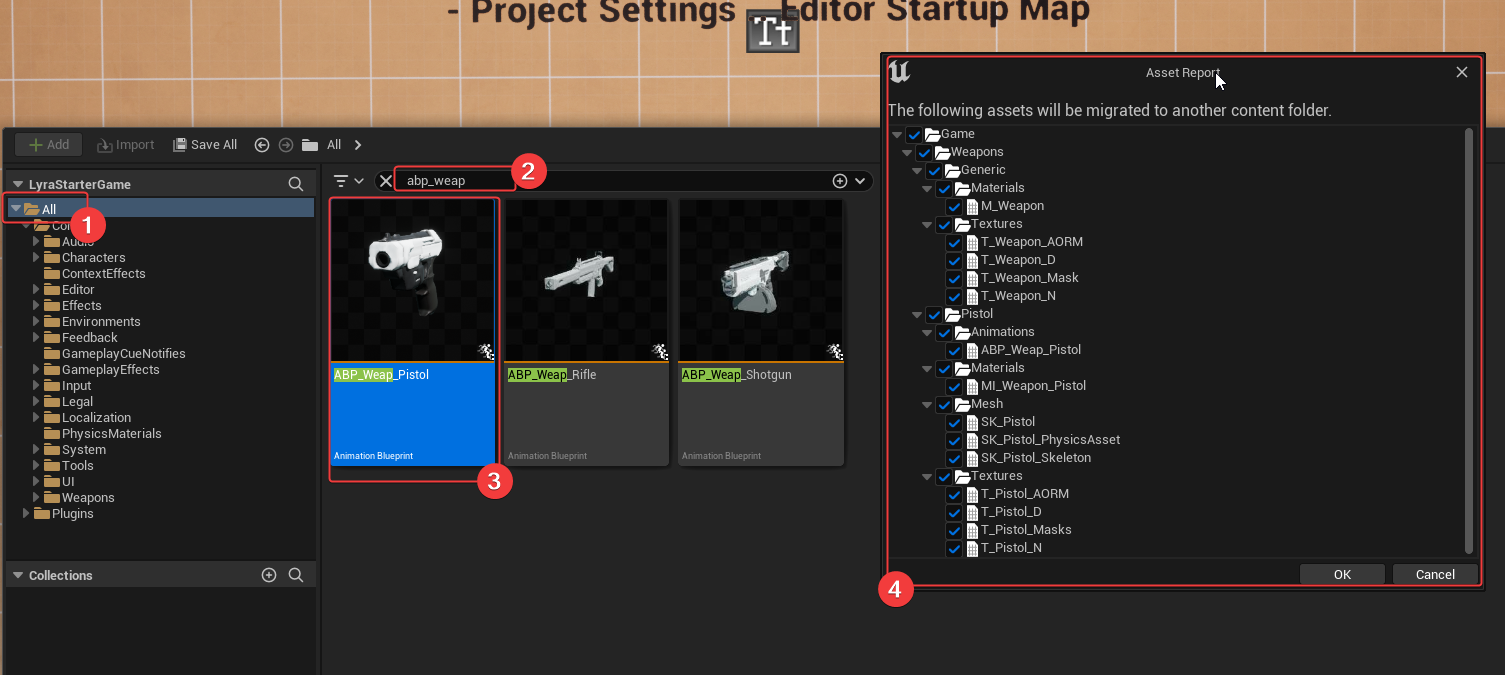 - Project Settings - Editor Startup Map
Tt
Asset Report
The following assets will be migrated to another content folder.
Game
Weapons
Generic
Materials
M_Weapon
Textures
T_Weapon_AORM
T_Weapon_D
T_Weapon_Mask
T_Weapon_N
Pistol
Animations
ABP_Weap_Pistol
Materials
MI_Weapon_Pistol
Mesh
SK_Pistol
SK_Pistol_PhysicsAsset
SK_Pistol_Skeleton
Textures
T_Pistol_AORM
T_Pistol_D
T_Pistol_Masks
T_Pistol_N
OK Cancel
4
Add Import Save All All
LyraStarterGame
All
1
Audio
Characters
ContextEffects
Editor
Effects
Environments
Feedback
GameplayCueNotifies
GameplayEffects
Input
Legal
Localization
PhysicsMaterials
System
Tools
UI
Weapons
Plugins
Collections
abp_weap
2
ABP_Weap_Pistol
Animation Blueprint
3
ABP_Weap_Rifle
Animation Blueprint
ABP_Weap_Shotgun
Animation Blueprint